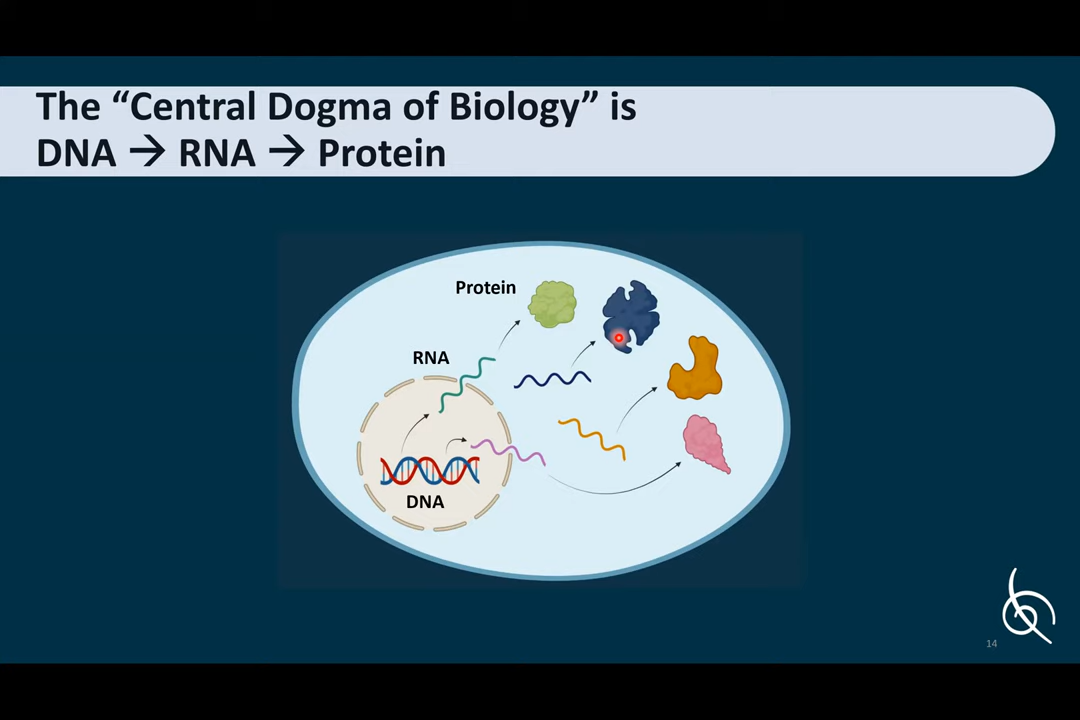 The “Central Dogma of Biology” is
DNA → RNA → Protein
Protein
RNA
DNA
14